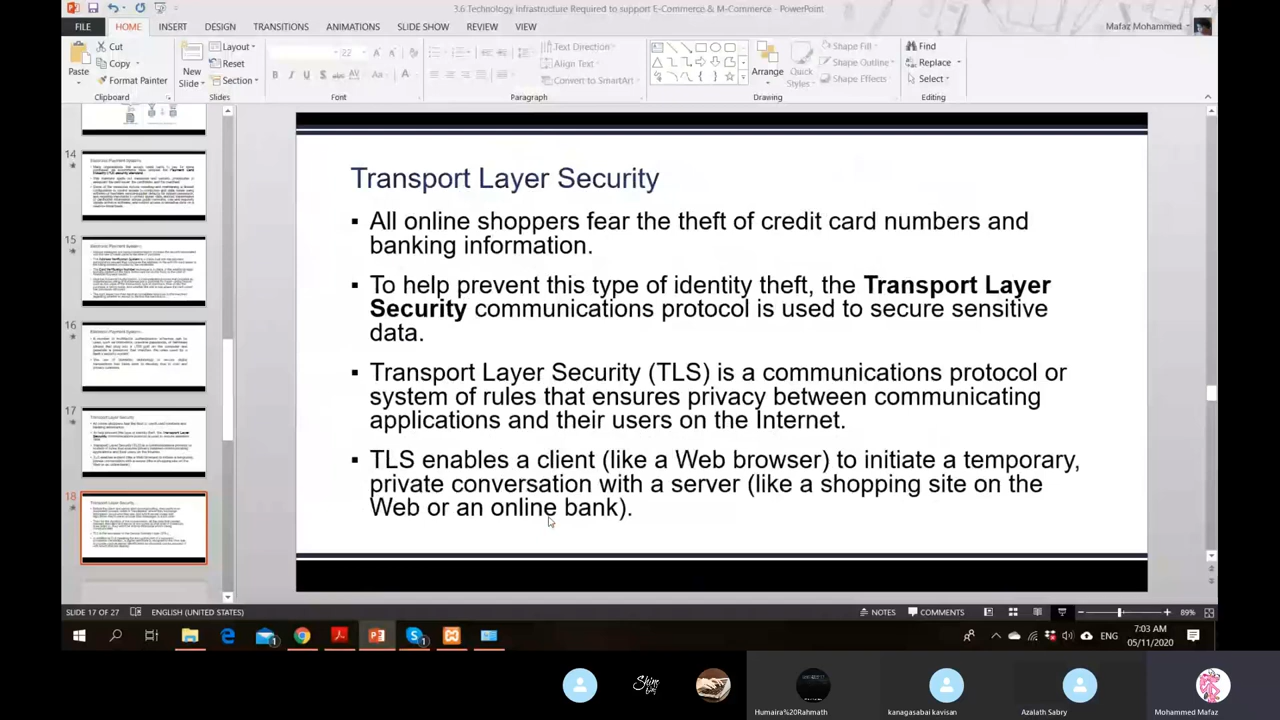 3.6 Technology Infrastructure Required to support E-Commerce & M-Commerce - PowerPoint
Mafaz Mohammed
FILE HOME INSERT DESIGN TRANSITIONS ANIMATIONS SLIDE SHOW REVIEW VIEW
Cut
Copy
Format Painter
Paste
Clipboard
New
Slide
Layout
Reset
Section
Slides
22
Font
Text Direction
Align Text
Convert to SmartArt
Paragraph
Arrange
Quick
Styles
Shape Fill
Shape Outline
Shape Effects
Drawing
Find
Replace
Select
Editing
14
15
16
17
18
Transport Layer Security
▪ All online shoppers fear the theft of credit card numbers and
banking information.
▪ To help prevent this type of identity theft, the Transport Layer
Security communications protocol is used to secure sensitive
data.
▪ Transport Layer Security (TLS) is a communications protocol or
system of rules that ensures privacy between communicating
applications and their users on the Internet.
▪ TLS enables a client (like a Web browser) to initiate a temporary,
private conversation with a server (like a shopping site on the
Web or an online bank).
SLIDE 17 OF 27 ENGLISH (UNITED STATES)
NOTES COMMENTS 89%
ENG
7:03 AM
05/11/2020
Humaira%20Rahmath
kanagasabai kavisan
Azalath Sabry
Mohammed Mafaz